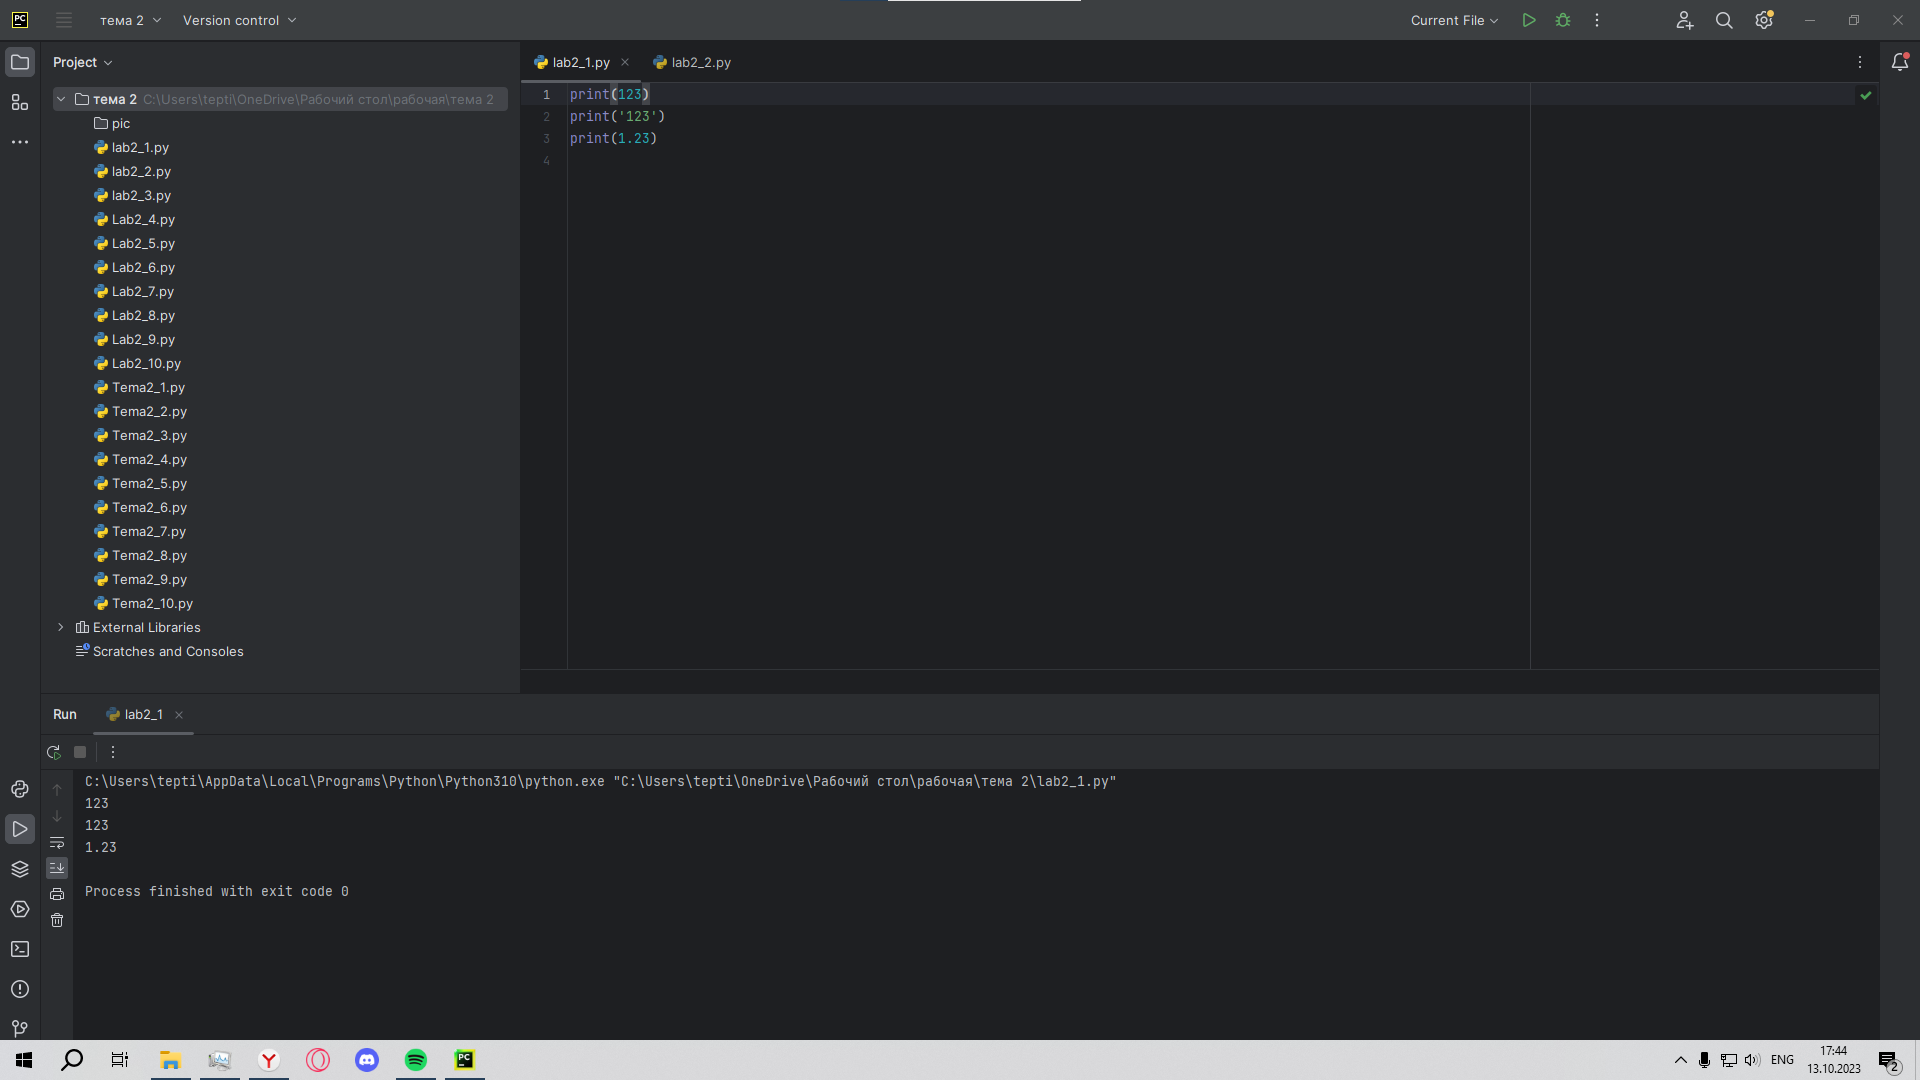 PC тема 2 Version control Current File
Project
lab2_1.py lab2_2.py
тема 2 C:\Users\tepti\OneDrive\Рабочий стол\рабочая\тема 2
pic
lab2_1.py
lab2_2.py
lab2_3.py
Lab2_4.py
Lab2_5.py
Lab2_6.py
Lab2_7.py
Lab2_8.py
Lab2_9.py
Lab2_10.py
Tema2_1.py
Tema2_2.py
Tema2_3.py
Tema2_4.py
Tema2_5.py
Tema2_6.py
Tema2_7.py
Tema2_8.py
Tema2_9.py
Tema2_10.py
External Libraries
Scratches and Consoles
1 print(123)
2 print('123')
3 print(1.23)
4
Run lab2_1
C:\Users\tepti\AppData\Local\Programs\Python\Python310\python.exe "C:\Users\tepti\OneDrive\Рабочий стол\рабочая\тема 2\lab2_1.py"
123
123
1.23
Process finished with exit code 0
PC
ENG
17:44
13.10.2023
2